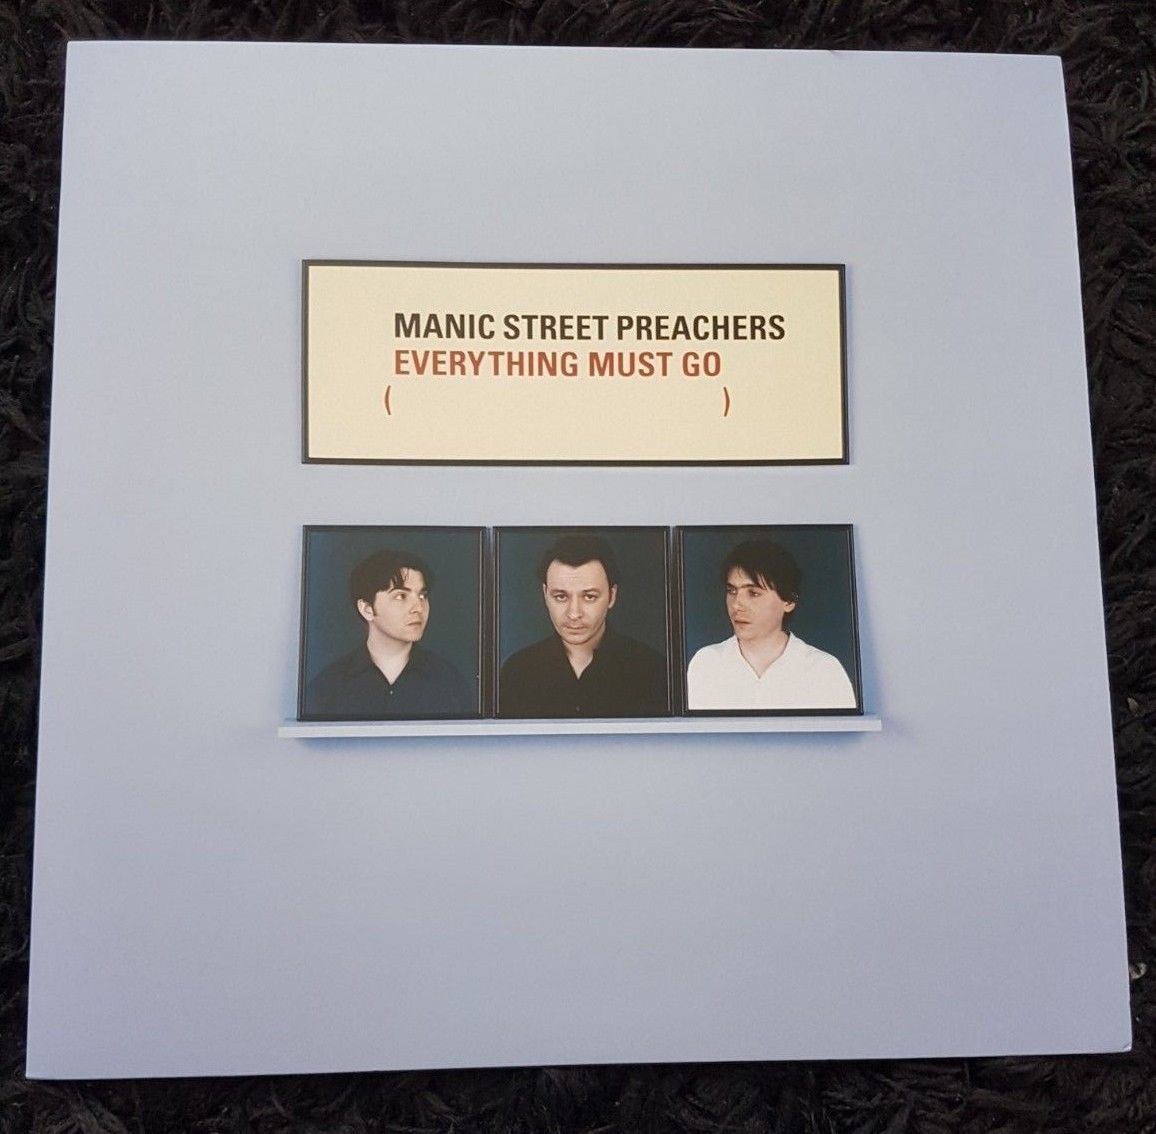 MANIC STREET PREACHERS
EVERYTHING MUST GO
( )